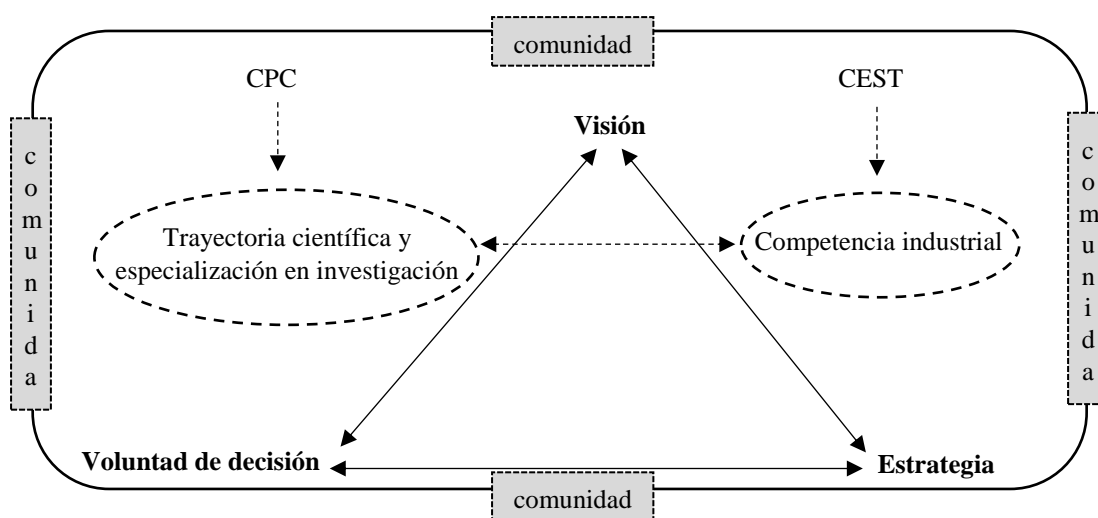 comunidad
CPC
CEST
Visión
c
o
m
u
n
i
d
a
c
o
m
u
n
i
d
a
Trayectoria científica y
especialización en investigación
Competencia industrial
Voluntad de decisión
Estrategia
comunidad